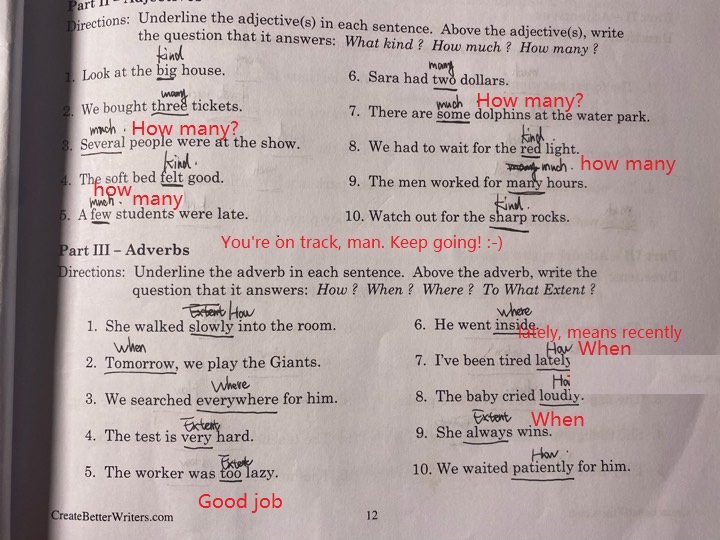 Directions: Underline the adjective(s) in each sentence. Above the adjective(s), write
the question that it answers: What kind ? How much ? How many ?
kind
1. Look at the big house.
many
2. We bought three tickets.
much. How many?
3. Several people were at the show.
kind.
4. The soft bed felt good.
how many
much.
5. A few students were late.
many
6. Sara had two dollars.
much How many?
7. There are some dolphins at the water park.
kind.
8. We had to wait for the red light.
much. how many
9. The men worked for many hours.
kind.
10. Watch out for the sharp rocks.
You're on track, man. Keep going! :-)
Part III – Adverbs
Directions: Underline the adverb in each sentence. Above the adverb, write the
question that it answers: How ? When ? Where ? To What Extent ?
Extent/How
1. She walked slowly into the room.
When
2. Tomorrow, we play the Giants.
Where
3. We searched everywhere for him.
Extent
4. The test is very hard.
Extent
5. The worker was too lazy.
Where
6. He went inside
lately, means recently
How When
7. I've been tired lately
8. The baby cried loudly.
Extent When
9. She always wins.
How.
10. We waited patiently for him.
Good job
CreateBetterWriters.com
12